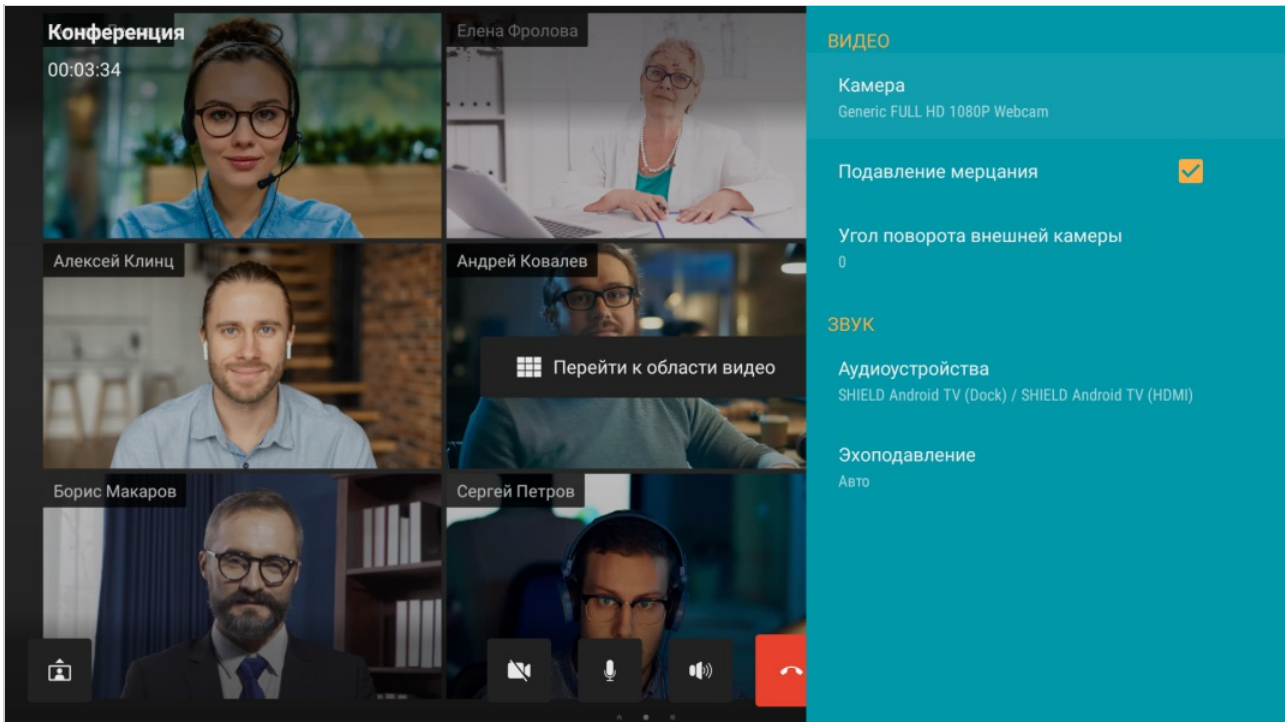 Конференция
00:03:34
Елена Фролова
Алексей Клинц
Андрей Ковалев
Перейти к области видео
Борис Макаров
Сергей Петров
ВИДЕО
Камера
Generic FULL HD 1080P Webcam
Подавление мерцания
Угол поворота внешней камеры
0
ЗВУК
Аудиоустройства
SHIELD Android TV (Dock) / SHIELD Android TV (HDMI)
Эхоподавление
Авто